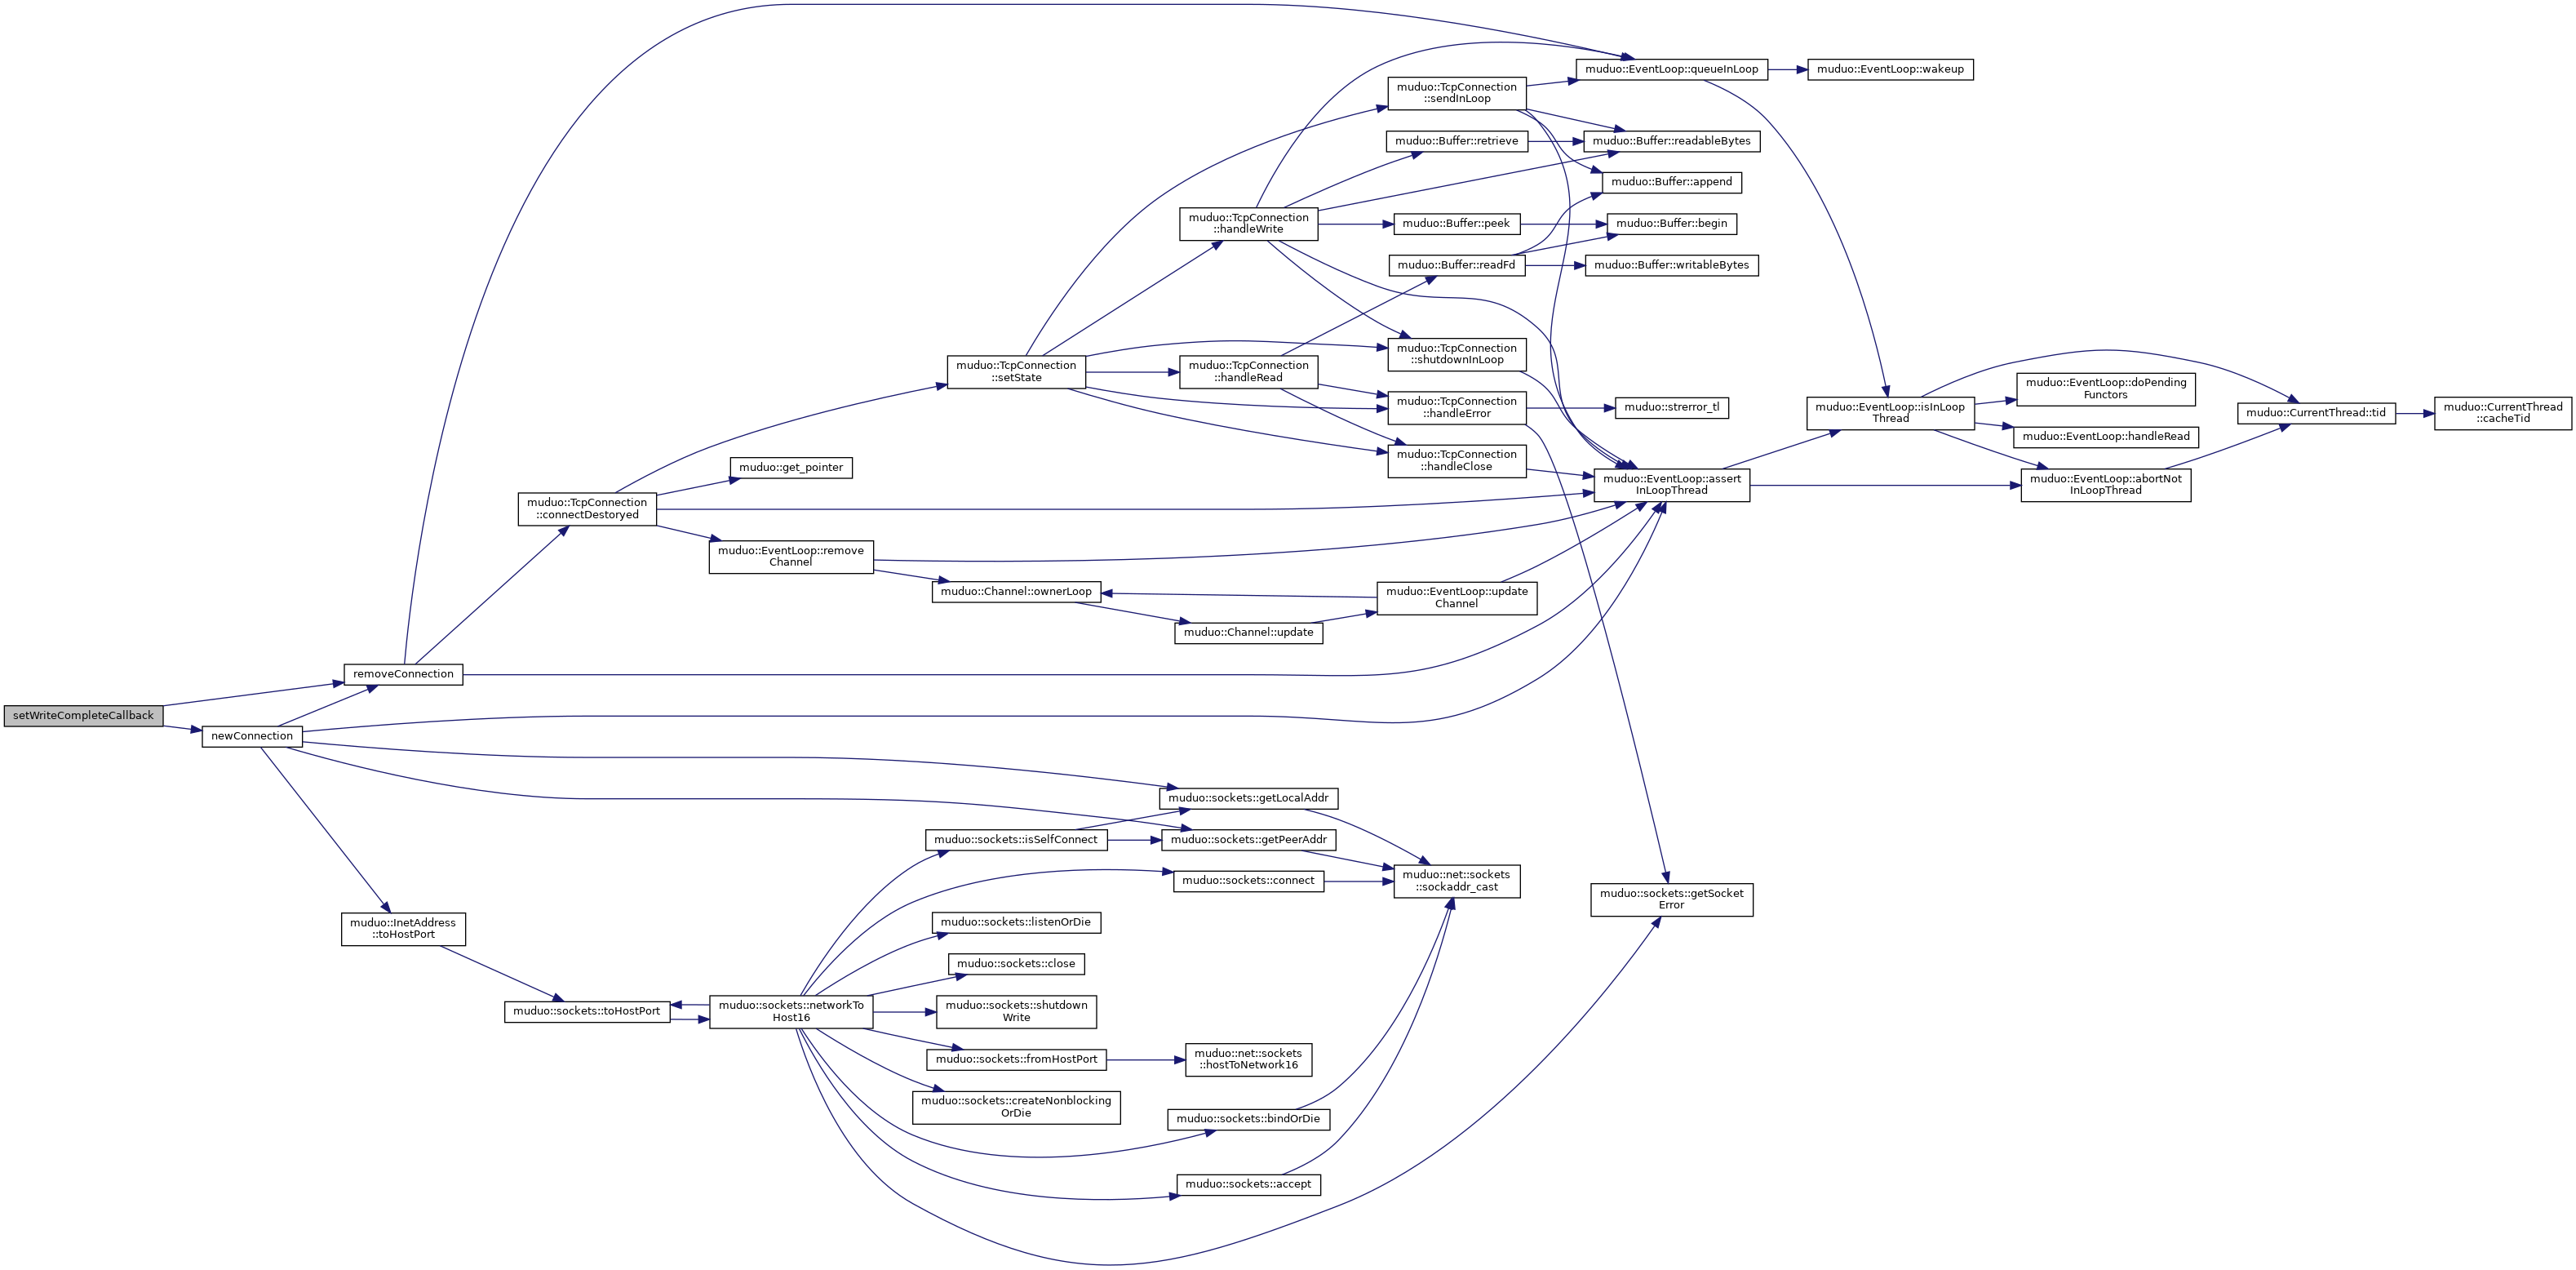 muduo::EventLoop::queueInLoop
muduo::EventLoop::wakeup
muduo::TcpConnection
::sendInLoop
muduo::Buffer::retrieve
muduo::Buffer::readableBytes
muduo::Buffer::append
muduo::TcpConnection
::handleWrite
muduo::Buffer::peek
muduo::Buffer::begin
muduo::Buffer::readFd
muduo::Buffer::writableBytes
muduo::TcpConnection
::shutdownInLoop
muduo::TcpConnection
::setState
muduo::TcpConnection
::handleRead
muduo::TcpConnection
::handleError
muduo::strerror_tl
muduo::EventLoop::isInLoop
Thread
muduo::EventLoop::doPending
Functors
muduo::EventLoop::handleRead
muduo::CurrentThread::tid
muduo::CurrentThread
::cacheTid
muduo::TcpConnection
::handleClose
muduo::get_pointer
muduo::EventLoop::assert
InLoopThread
muduo::EventLoop::abortNot
InLoopThread
muduo::TcpConnection
::connectDestoryed
muduo::EventLoop::remove
Channel
muduo::Channel::ownerLoop
muduo::EventLoop::update
Channel
muduo::Channel::update
removeConnection
setWriteCompleteCallback
newConnection
muduo::sockets::getLocalAddr
muduo::sockets::isSelfConnect
muduo::sockets::getPeerAddr
muduo::sockets::connect
muduo::net::sockets
::sockaddr_cast
muduo::sockets::getSocket
Error
muduo::InetAddress
::toHostPort
muduo::sockets::listenOrDie
muduo::sockets::close
muduo::sockets::toHostPort
muduo::sockets::networkTo
Host16
muduo::sockets::shutdown
Write
muduo::sockets::fromHostPort
muduo::net::sockets
::hostToNetwork16
muduo::sockets::createNonblocking
OrDie
muduo::sockets::bindOrDie
muduo::sockets::accept